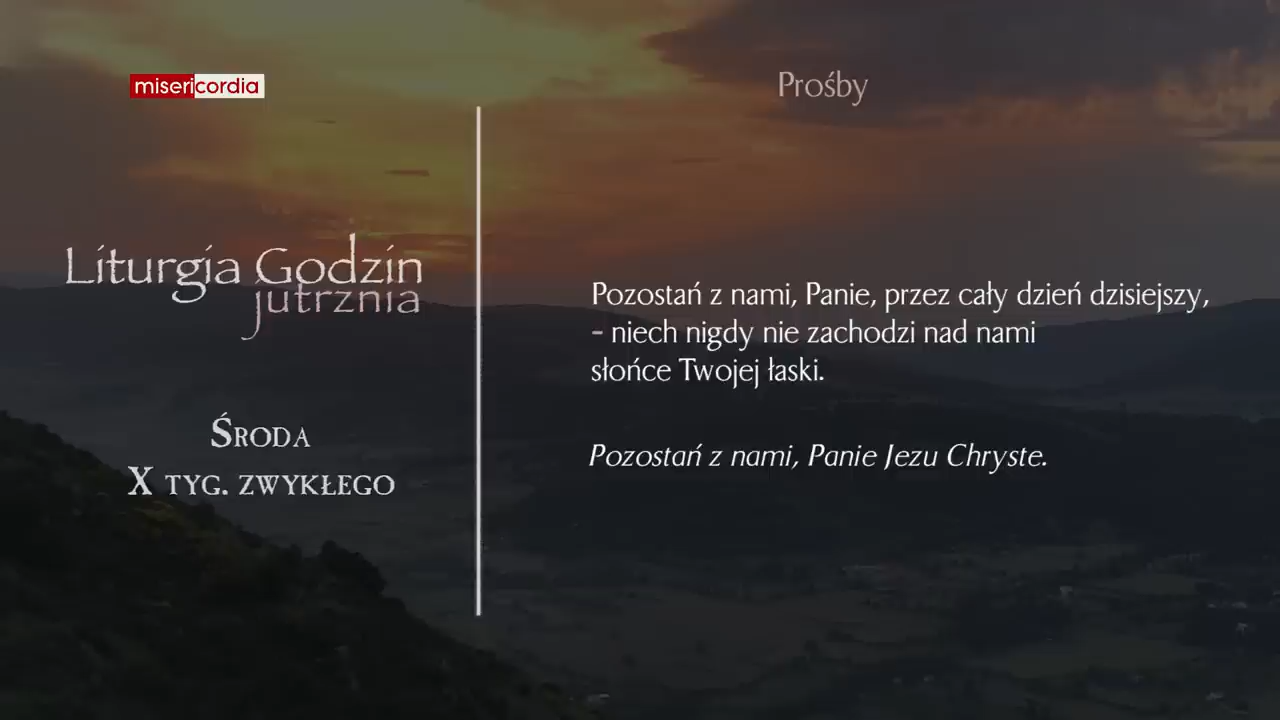 misericordia
Prośby
Liturgia Godzin
jutrznia
Środa
X tyg. zwykłego
Pozostań z nami, Panie, przez cały dzień dzisiejszy,
- niech nigdy nie zachodzi nad nami
słońce Twojej łaski.
Pozostań z nami, Panie Jezu Chryste.